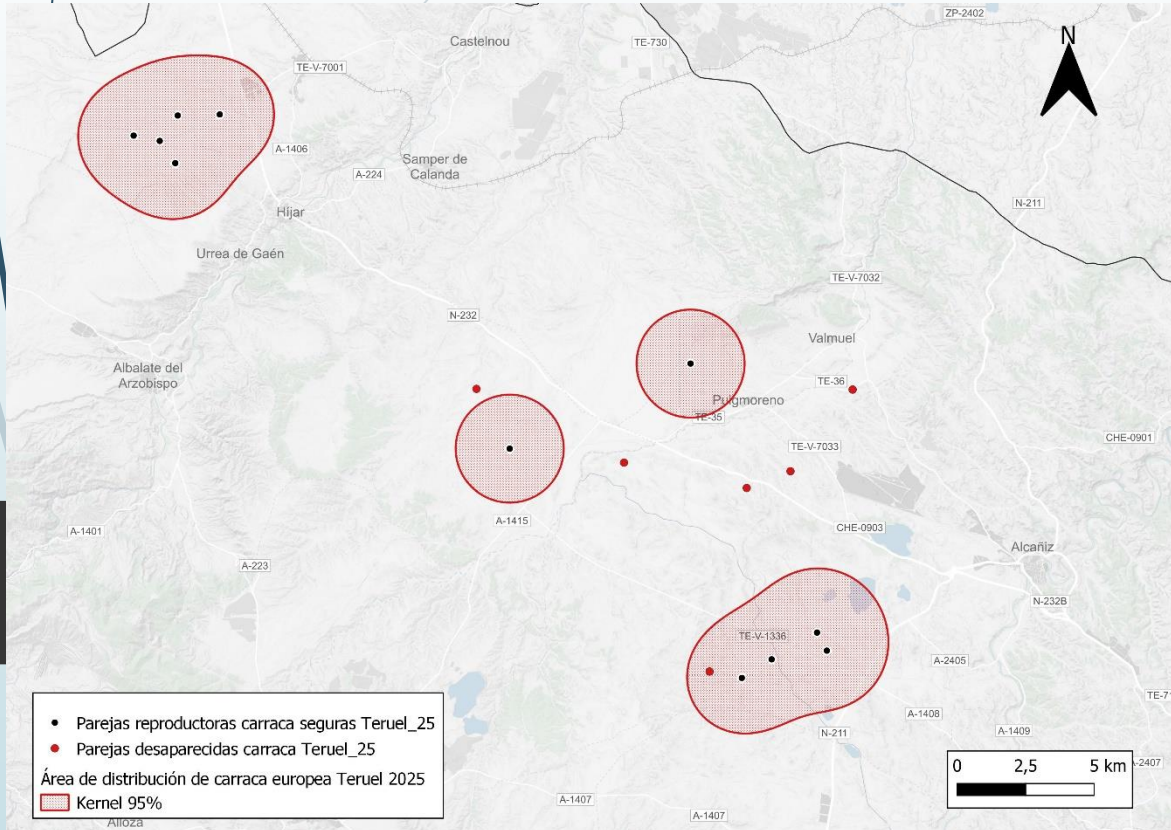 ZP-2402
Castelnou
TE-730
N
TE-V-7001
A-1406
Samper de
Calanda
A-224
N-211
Híjar
Urrea de Gaén
TE-V-7032
N-232
Valmuel
Albalate del
Arzobispo
TE-36
Puigmoreno
TE-35
CHE-0901
TE-V-7033
A-1415
A-1401
CHE-0903
Alcañiz
A-223
N-232B
TE-V-1336
A-2405
TE-71
A-1408
A-1409
N-211
A-2407
Parejas reproductoras carraca seguras Teruel_25
Parejas desaparecidas carraca Teruel_25
Área de distribución de carraca europea Teruel 2025
Kernel 95%
0 2,5 5 km
A-1407
A-1407
Alloza